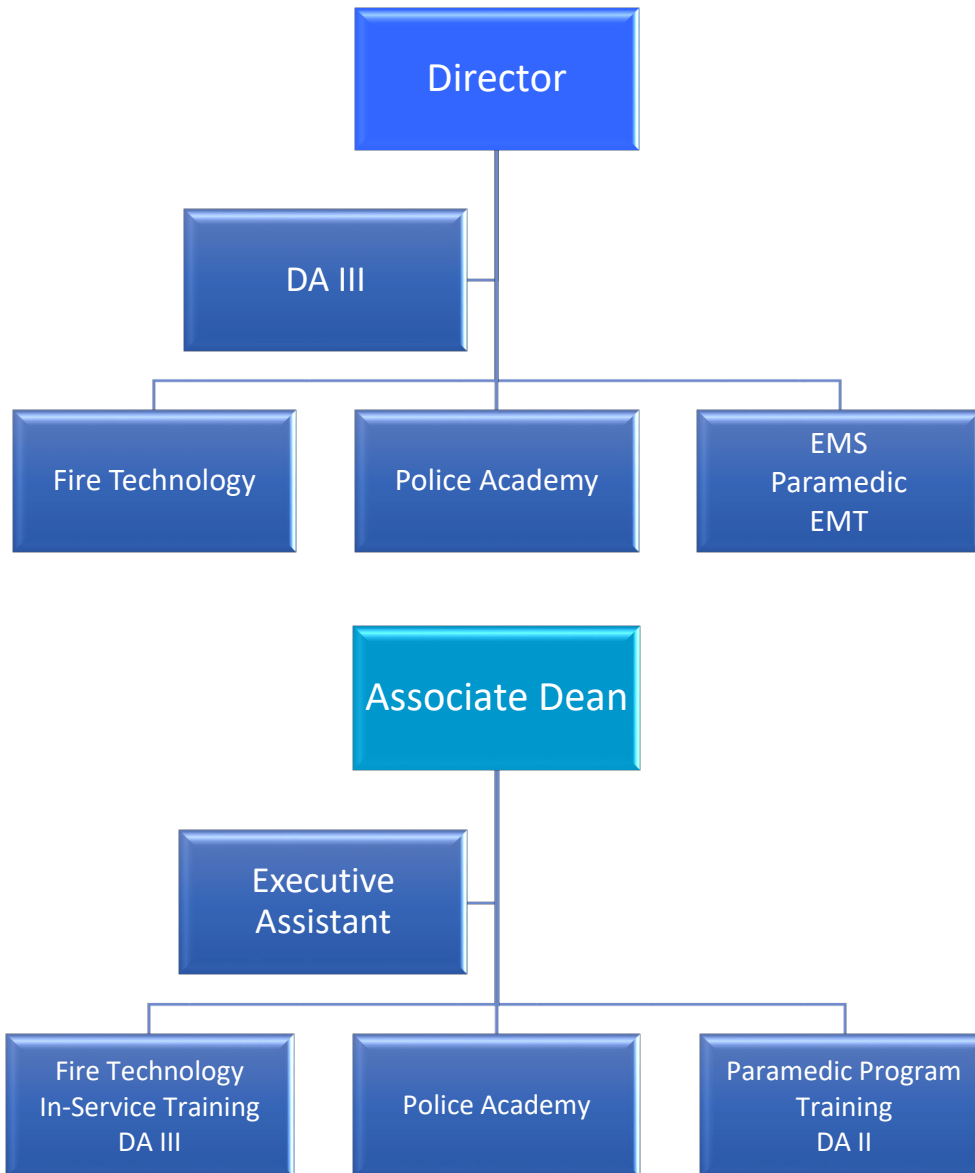 Director
DA III
Fire Technology
Police Academy
EMS
Paramedic
EMT
Associate Dean
Executive
Assistant
Fire Technology
In-Service Training
DA III
Police Academy
Paramedic Program
Training
DA II